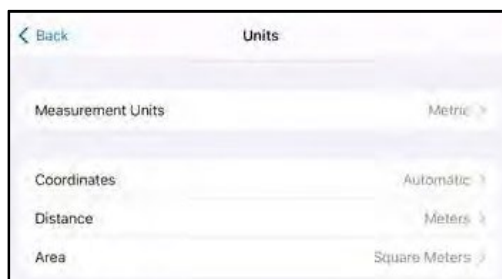 Back Units
Measurement Units Metric
Coordinates Automatic
Distance Meters
Area Square Meters